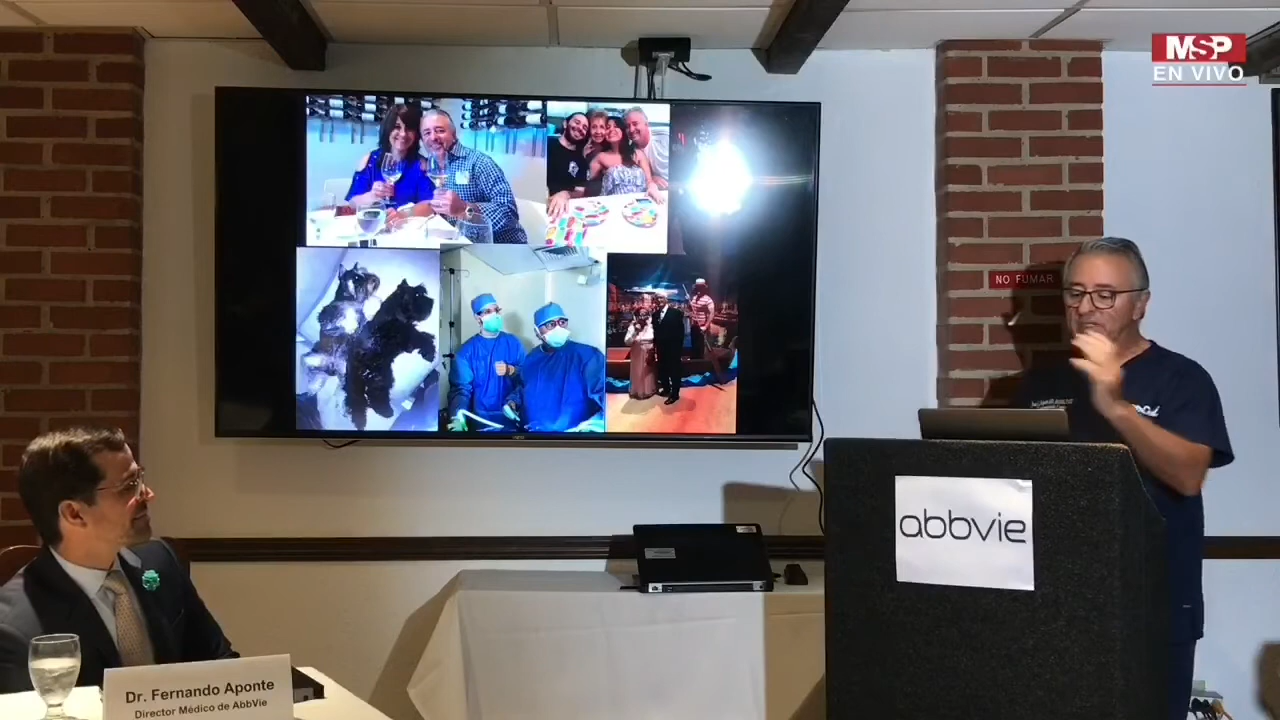 MSP
EN VIVO
NO FUMAR
abbvie
Dr. Fernando Aponte
Director Médico de AbbVie